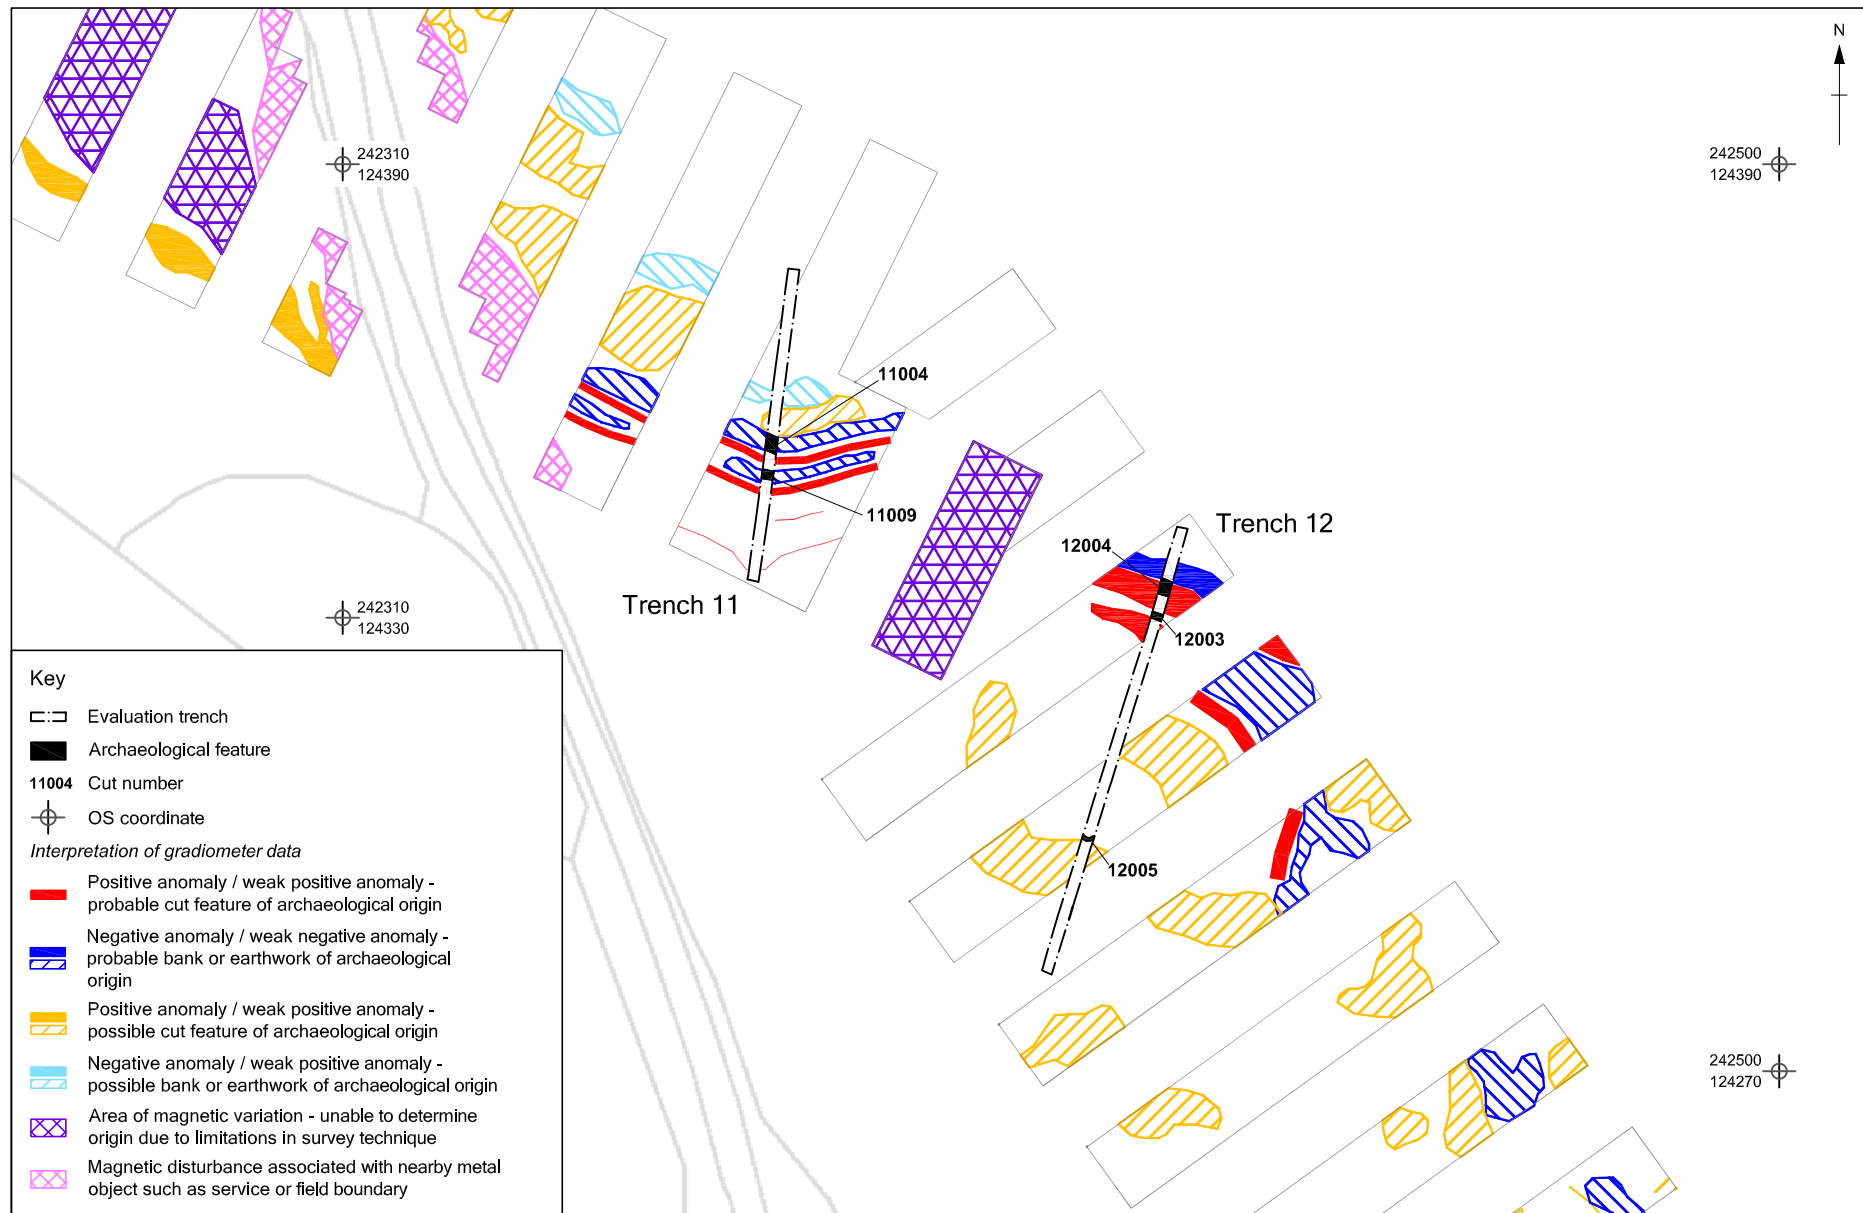 N
242310
124390
242500
124390
11004
11009
Trench 11
Trench 12
12004
12003
12005
242310
124330
242500
124270
Key
Evaluation trench
Archaeological feature
11004 Cut number
OS coordinate
Interpretation of gradiometer data
Positive anomaly / weak positive anomaly -
probable cut feature of archaeological origin
Negative anomaly / weak negative anomaly -
probable bank or earthwork of archaeological
origin
Positive anomaly / weak positive anomaly -
possible cut feature of archaeological origin
Negative anomaly / weak positive anomaly -
possible bank or earthwork of archaeological origin
Area of magnetic variation - unable to determine
origin due to limitations in survey technique
Magnetic disturbance associated with nearby metal
object such as service or field boundary